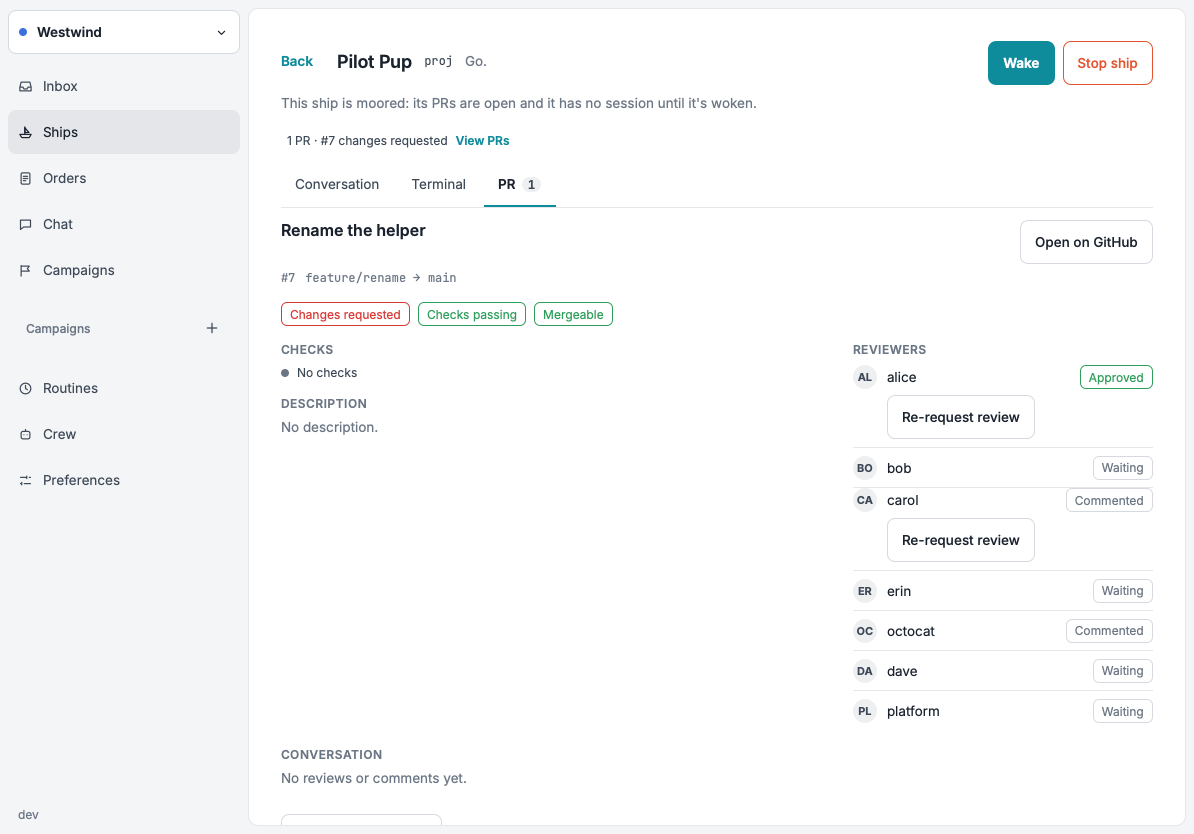 Westwind
Inbox
Ships
Orders
Chat
Campaigns
Campaigns
Routines
Crew
Preferences
dev
Back Pilot Pup proj Go.
Wake Stop ship
This ship is moored: its PRs are open and it has no session until it's woken.
1 PR · #7 changes requested View PRs
Conversation Terminal PR 1
Rename the helper
Open on GitHub
#7 feature/rename → main
Changes requested Checks passing Mergeable
CHECKS
No checks
DESCRIPTION
No description.
REVIEWERS
AL alice Approved
Re-request review
BO bob Waiting
CA carol Commented
Re-request review
ER erin Waiting
OC octocat Commented
DA dave Waiting
PL platform Waiting
CONVERSATION
No reviews or comments yet.